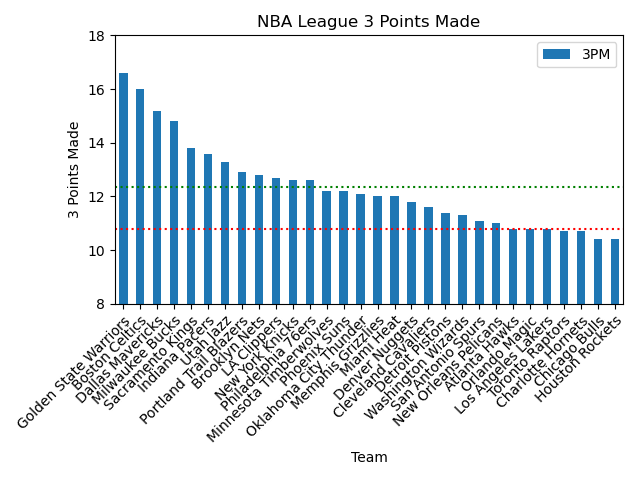 NBA League 3 Points Made
3PM
3 Points Made
18
16
14
12
10
8
Golden State Warriors
Boston Celtics
Dallas Mavericks
Milwaukee Bucks
Sacramento Kings
Indiana Pacers
Utah Jazz
Portland Trail Blazers
Brooklyn Nets
LA Clippers
New York Knicks
Philadelphia 76ers
Minnesota Timberwolves
Phoenix Suns
Oklahoma City Thunder
Memphis Grizzlies
Miami Heat
Denver Nuggets
Cleveland Cavaliers
Detroit Pistons
Washington Wizards
San Antonio Spurs
New Orleans Pelicans
Atlanta Hawks
Orlando Magic
Los Angeles Lakers
Toronto Raptors
Charlotte Hornets
Chicago Bulls
Houston Rockets
Team